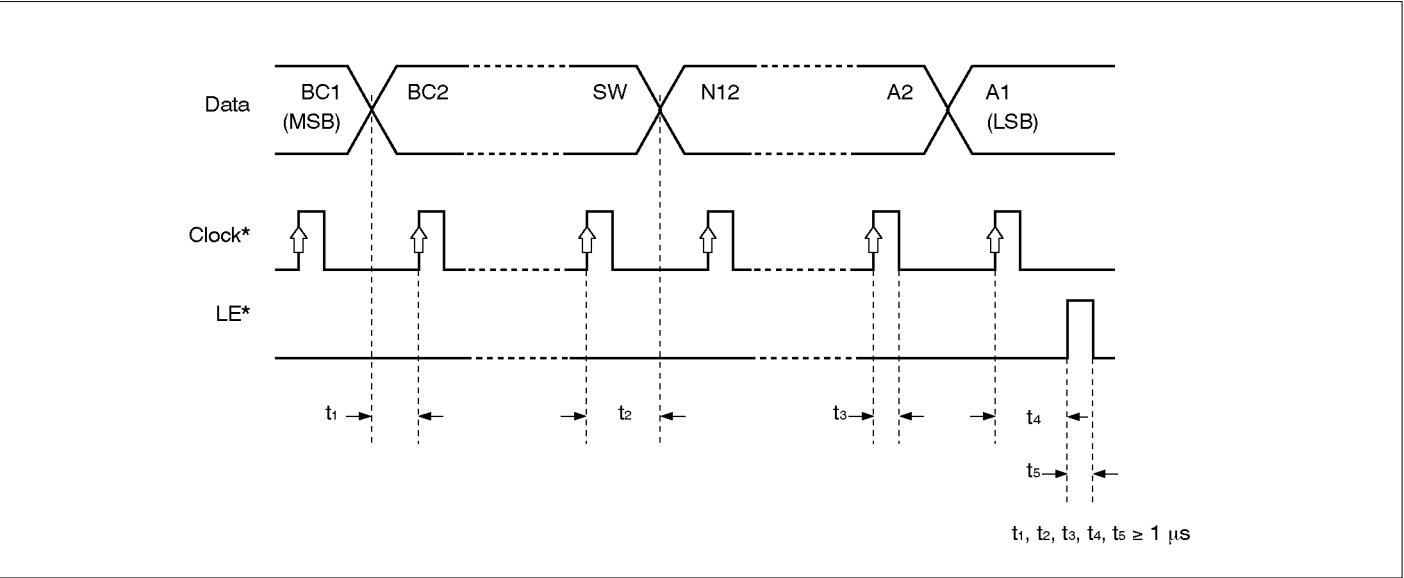 BC1 BC2 SW N12 A2 A1
Data
(MSB) (LSB)
Clock*
LE*
t1 t2 t3 t4
t5
t1, t2, t3, t4, t5 ≥ 1 μs